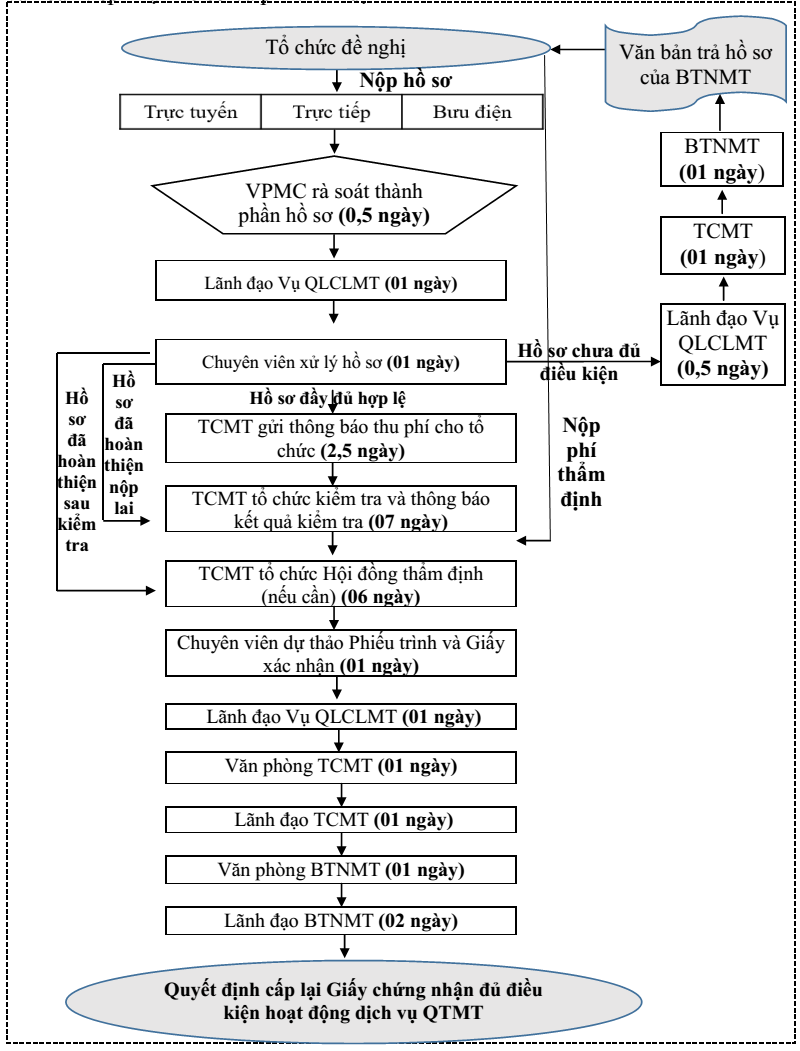 Tổ chức đề nghị
Nộp hồ sơ
Trực tuyến
Trực tiếp
Bưu điện
VPMC rà soát thành
phần hồ sơ (0,5 ngày)
Lãnh đạo Vụ QLCLMT (01 ngày)
Chuyên viên xử lý hồ sơ (01 ngày)
Hồ sơ chưa đủ
điều kiện
Lãnh đạo Vụ
QLCLMT
(0,5 ngày)
TCMT
(01 ngày)
BTNMT
(01 ngày)
Văn bản trả hồ sơ
của BTNMT
Hồ
sơ
đã
hoàn
thiện
sau
kiểm
tra
Hồ
sơ
đã
hoàn
thiện
nộp
lai
Hồ sơ đầy đủ hợp lệ
TCMT gửi thông báo thu phí cho tổ
chức (2,5 ngày)
Nộp
phí
thẩm
định
TCMT tổ chức kiểm tra và thông báo
kết quả kiểm tra (07 ngày)
TCMT tổ chức Hội đồng thẩm định
(nếu cần) (06 ngày)
Chuyên viên dự thảo Phiếu trình và Giấy
xác nhận (01 ngày)
Lãnh đạo Vụ QLCLMT (01 ngày)
Văn phòng TCMT (01 ngày)
Lãnh đạo TCMT (01 ngày)
Văn phòng BTNMT (01 ngày)
Lãnh đạo BTNMT (02 ngày)
Quyết định cấp lại Giấy chứng nhận đủ điều
kiện hoạt động dịch vụ QTMT